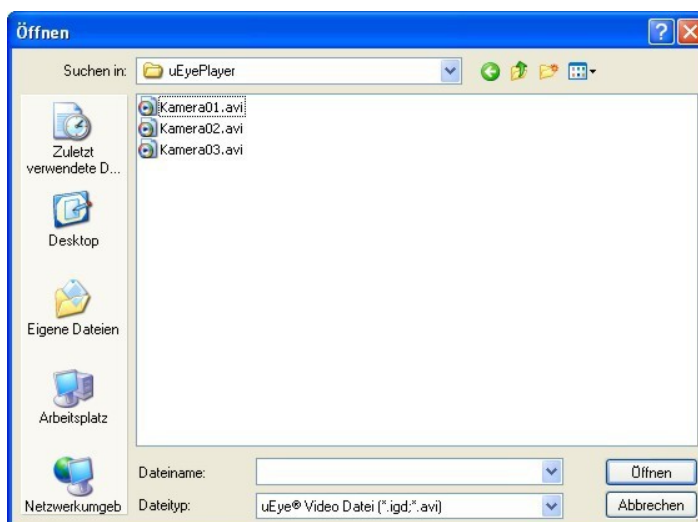 Öffnen
Suchen in:
uEyePlayer
Kamera01.avi
Kamera02.avi
Kamera03.avi
Zuletzt
verwendete D...
Desktop
Eigene Dateien
Arbeitsplatz
Netzwerkumgeb
Dateiname:
Öffnen
Dateityp:
uEye® Video Datei (*.igd;*.avi)
Abbrechen